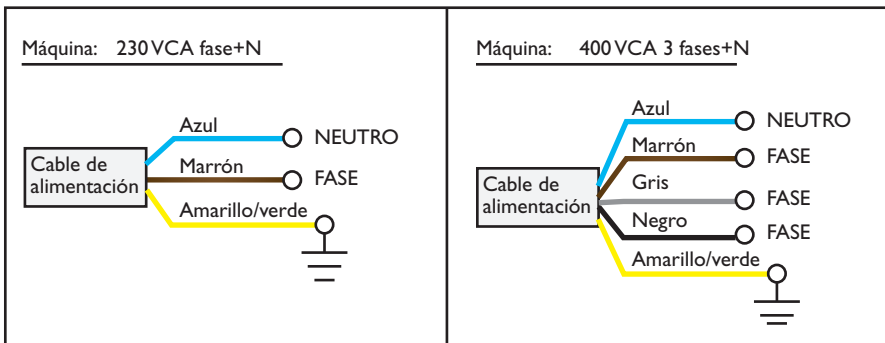 Máquina: 230 VCA fase+N
Azul
NEUTRO
Cable de
alimentación
Marrón
FASE
Amarillo/verde
Máquina: 400 VCA 3 fases+N
Azul
NEUTRO
Marrón
FASE
Cable de
alimentación
Gris
FASE
Negro
FASE
Amarillo/verde